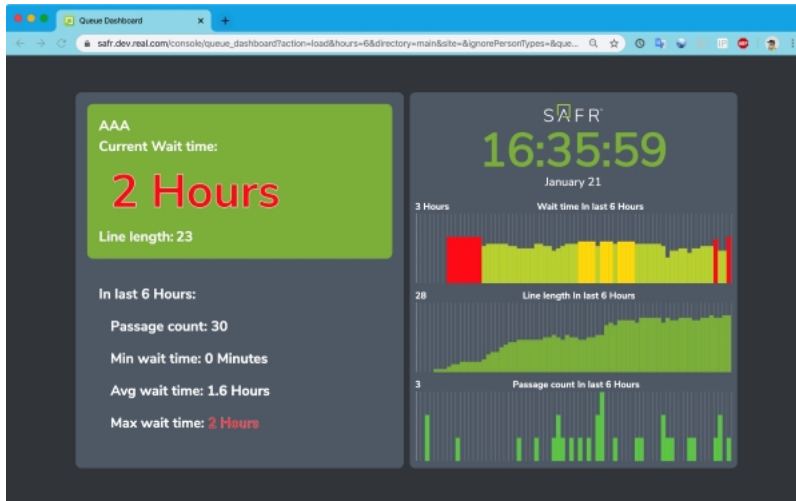 Queue Dashboard
safr.dev.real.com/console/queue_dashboard?action=load&hours=6&directory=main&site=&ignorePersonTypes=&que...
AAA
Current Wait time:
2 Hours
Line length: 23
In last 6 Hours:
Passage count: 30
Min wait time: 0 Minutes
Avg wait time: 1.6 Hours
Max wait time: 2 Hours
SAFR
16:35:59
January 21
3 Hours Wait time In last 6 Hours
28 Line length In last 6 Hours
3 Passage count In last 6 Hours